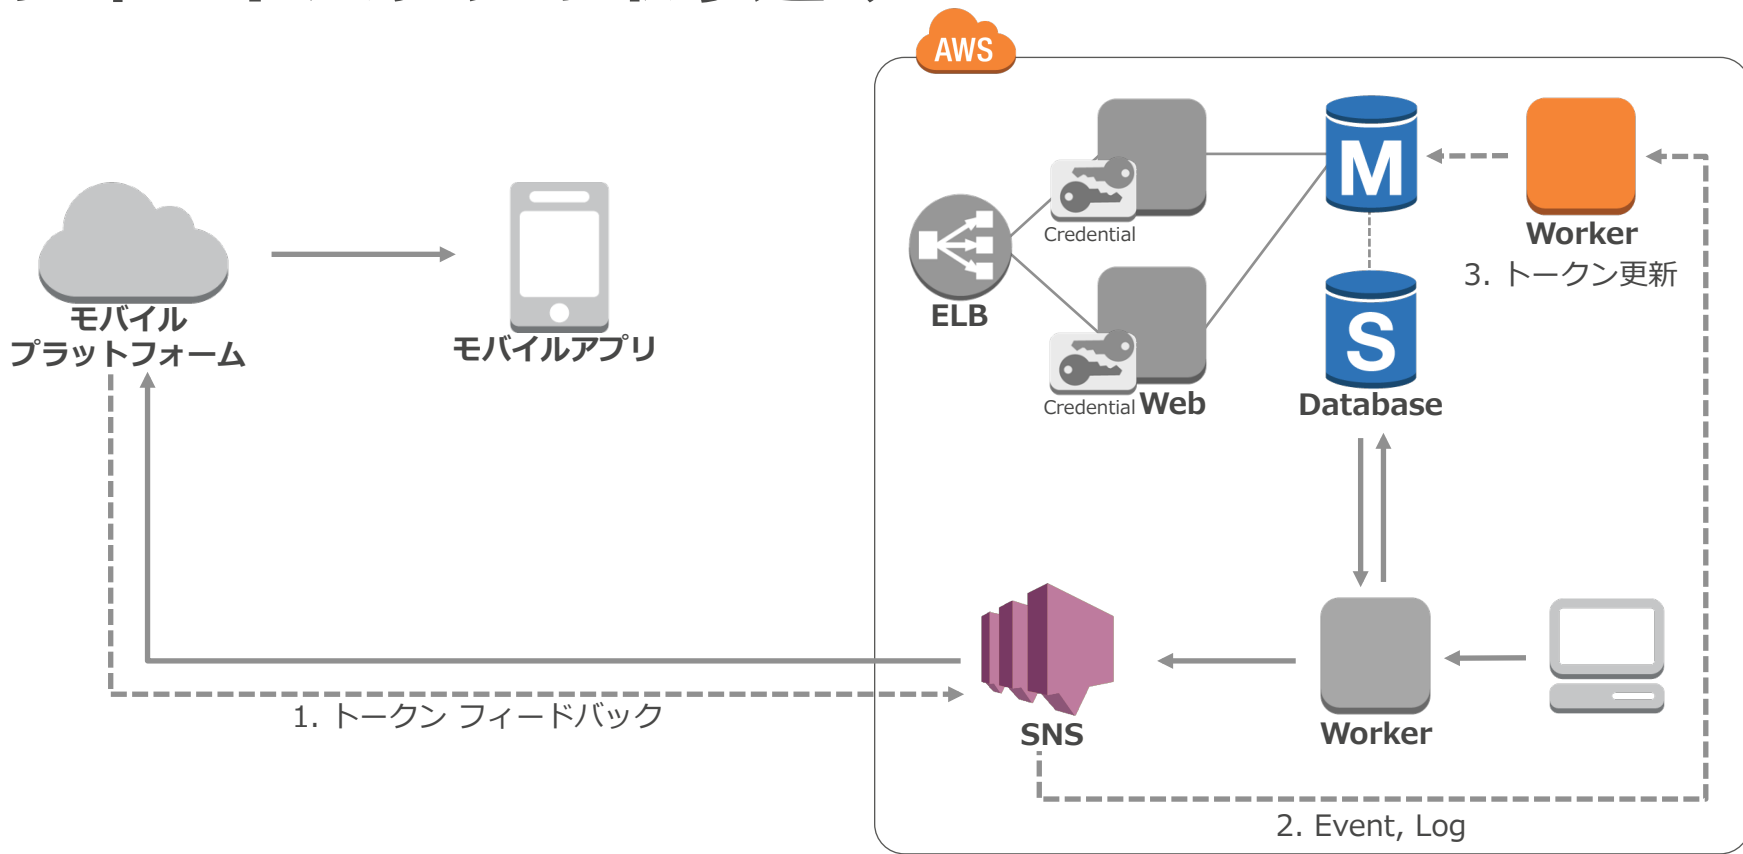 AWS
M
Worker
3. トークン更新
Credential
ELB
S
モバイル
プラットフォーム
モバイルアプリ
Credential
Web
Database
1. トークン フィードバック
SNS
Worker
2. Event, Log